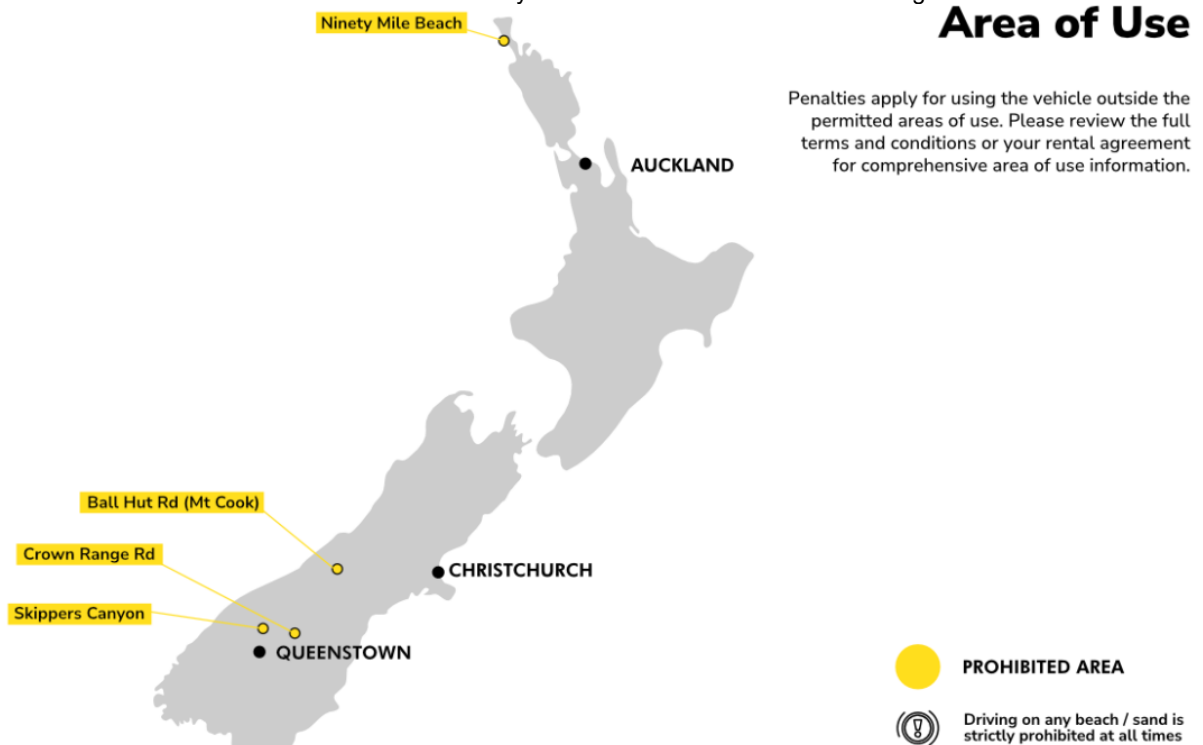 Area of Use
Penalties apply for using the vehicle outside the
permitted areas of use. Please review the full
terms and conditions or your rental agreement
for comprehensive area of use information.
Ninety Mile Beach
AUCKLAND
Ball Hut Rd (Mt Cook)
Crown Range Rd
Skippers Canyon
CHRISTCHURCH
QUEENSTOWN
PROHIBITED AREA
Driving on any beach / sand is
strictly prohibited at all times